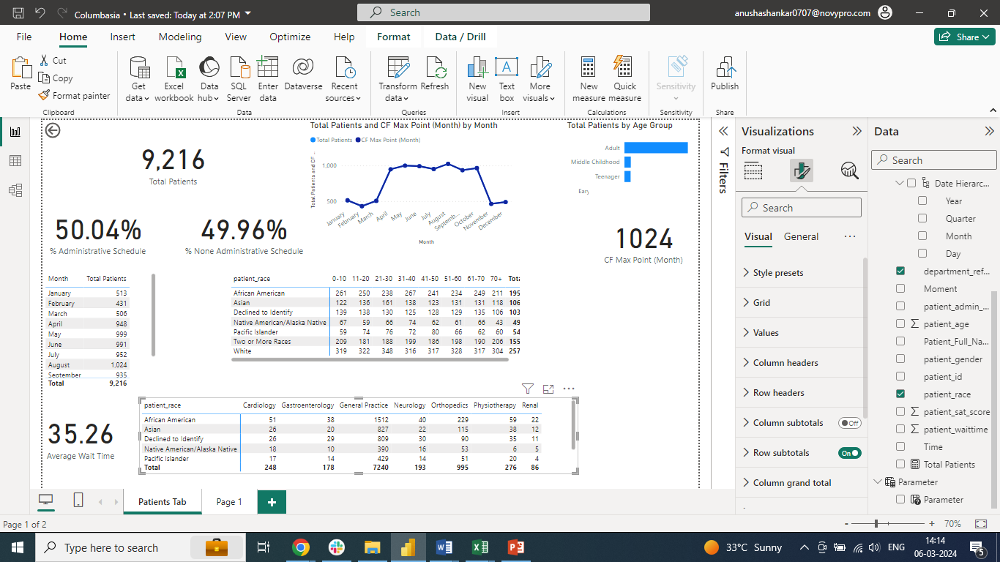 Columbasia • Last saved: Today at 2:07 PM
Search
anushashankar0707@novypro.com
File Home Insert Modeling View Optimize Help Format Data / Drill
Share
Paste
Cut
Copy
Format painter
Clipboard
Get data
Excel workbook
Data hub
SQL Server
Enter data
Dataverse
Recent sources
Data
Transform data
Refresh
Queries
New visual
Text box
More visuals
Insert
New measure
Quick measure
Calculations
Sensitivity
Sensitivity
Publish
Share
9,216
Total Patients
50.04%
% Administrative Schedule
49.96%
% None Administrative Schedule
Total Patients and CF Max Point (Month) by Month
Total Patients CF Max Point (Month)
Total Patients and CF ...
1,000
500
January February March April May June July August Septemb... October November December
Month
Total Patients by Age Group
Adult
Middle Childhood
Teenager
1024
CF Max Point (Month)
Month Total Patients
January 513
February 431
March 506
April 948
May 999
June 991
July 952
August 1,024
September 935
Total 9,216
patient_race 0-10 11-20 21-30 31-40 41-50 51-60 61-70 70+
African American 261 250 238 267 241 234 249 211 195
Asian 122 136 161 138 123 131 131 118 106
Declined to Identify 139 138 130 125 128 129 135 106 103
Native American/Alaska Native 67 59 66 74 62 61 66 43 49
Pacific Islander 59 74 76 72 80 66 62 60 54
Two or More Races 209 181 188 199 186 198 190 206 155
White 319 322 348 316 317 328 317 304 257
35.26
Average Wait Time
patient_race Cardiology Gastroenterology General Practice Neurology Orthopedics Physiotherapy Renal
African American 51 38 1512 40 229 59 22
Asian 26 20 827 22 115 38 12
Declined to Identify 26 29 809 30 90 35 11
Native American/Alaska Native 18 10 390 16 53 6 5
Pacific Islander 17 14 429 14 51 20 4
Total 248 178 7240 193 995 276 86
Filters
Visualizations
Format visual
Search
Visual General ...
Style presets
Grid
Values
Column headers
Row headers
Column subtotals Off
Row subtotals On
Column grand total
Data
Search
Date Hierarc...
Year
Quarter
Month
Day
department_ref...
Moment
patient_admin_...
patient_age
Patient_Full_Na...
patient_gender
patient_id
patient_race
patient_sat_score
patient_waittime
Time
Total Patients
Parameter
Parameter
Patients Tab
Page 1
Page 1 of 2
- + 70%
Type here to search
33°C Sunny
ENG
14:14
06-03-2024
5